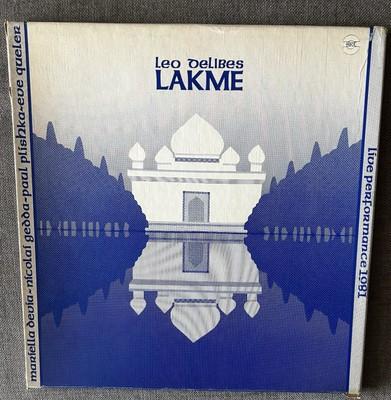 Leo Delibes
LAKME
mariella devia-nicolai gedda-paul plishka-eve queler
live performance 1981